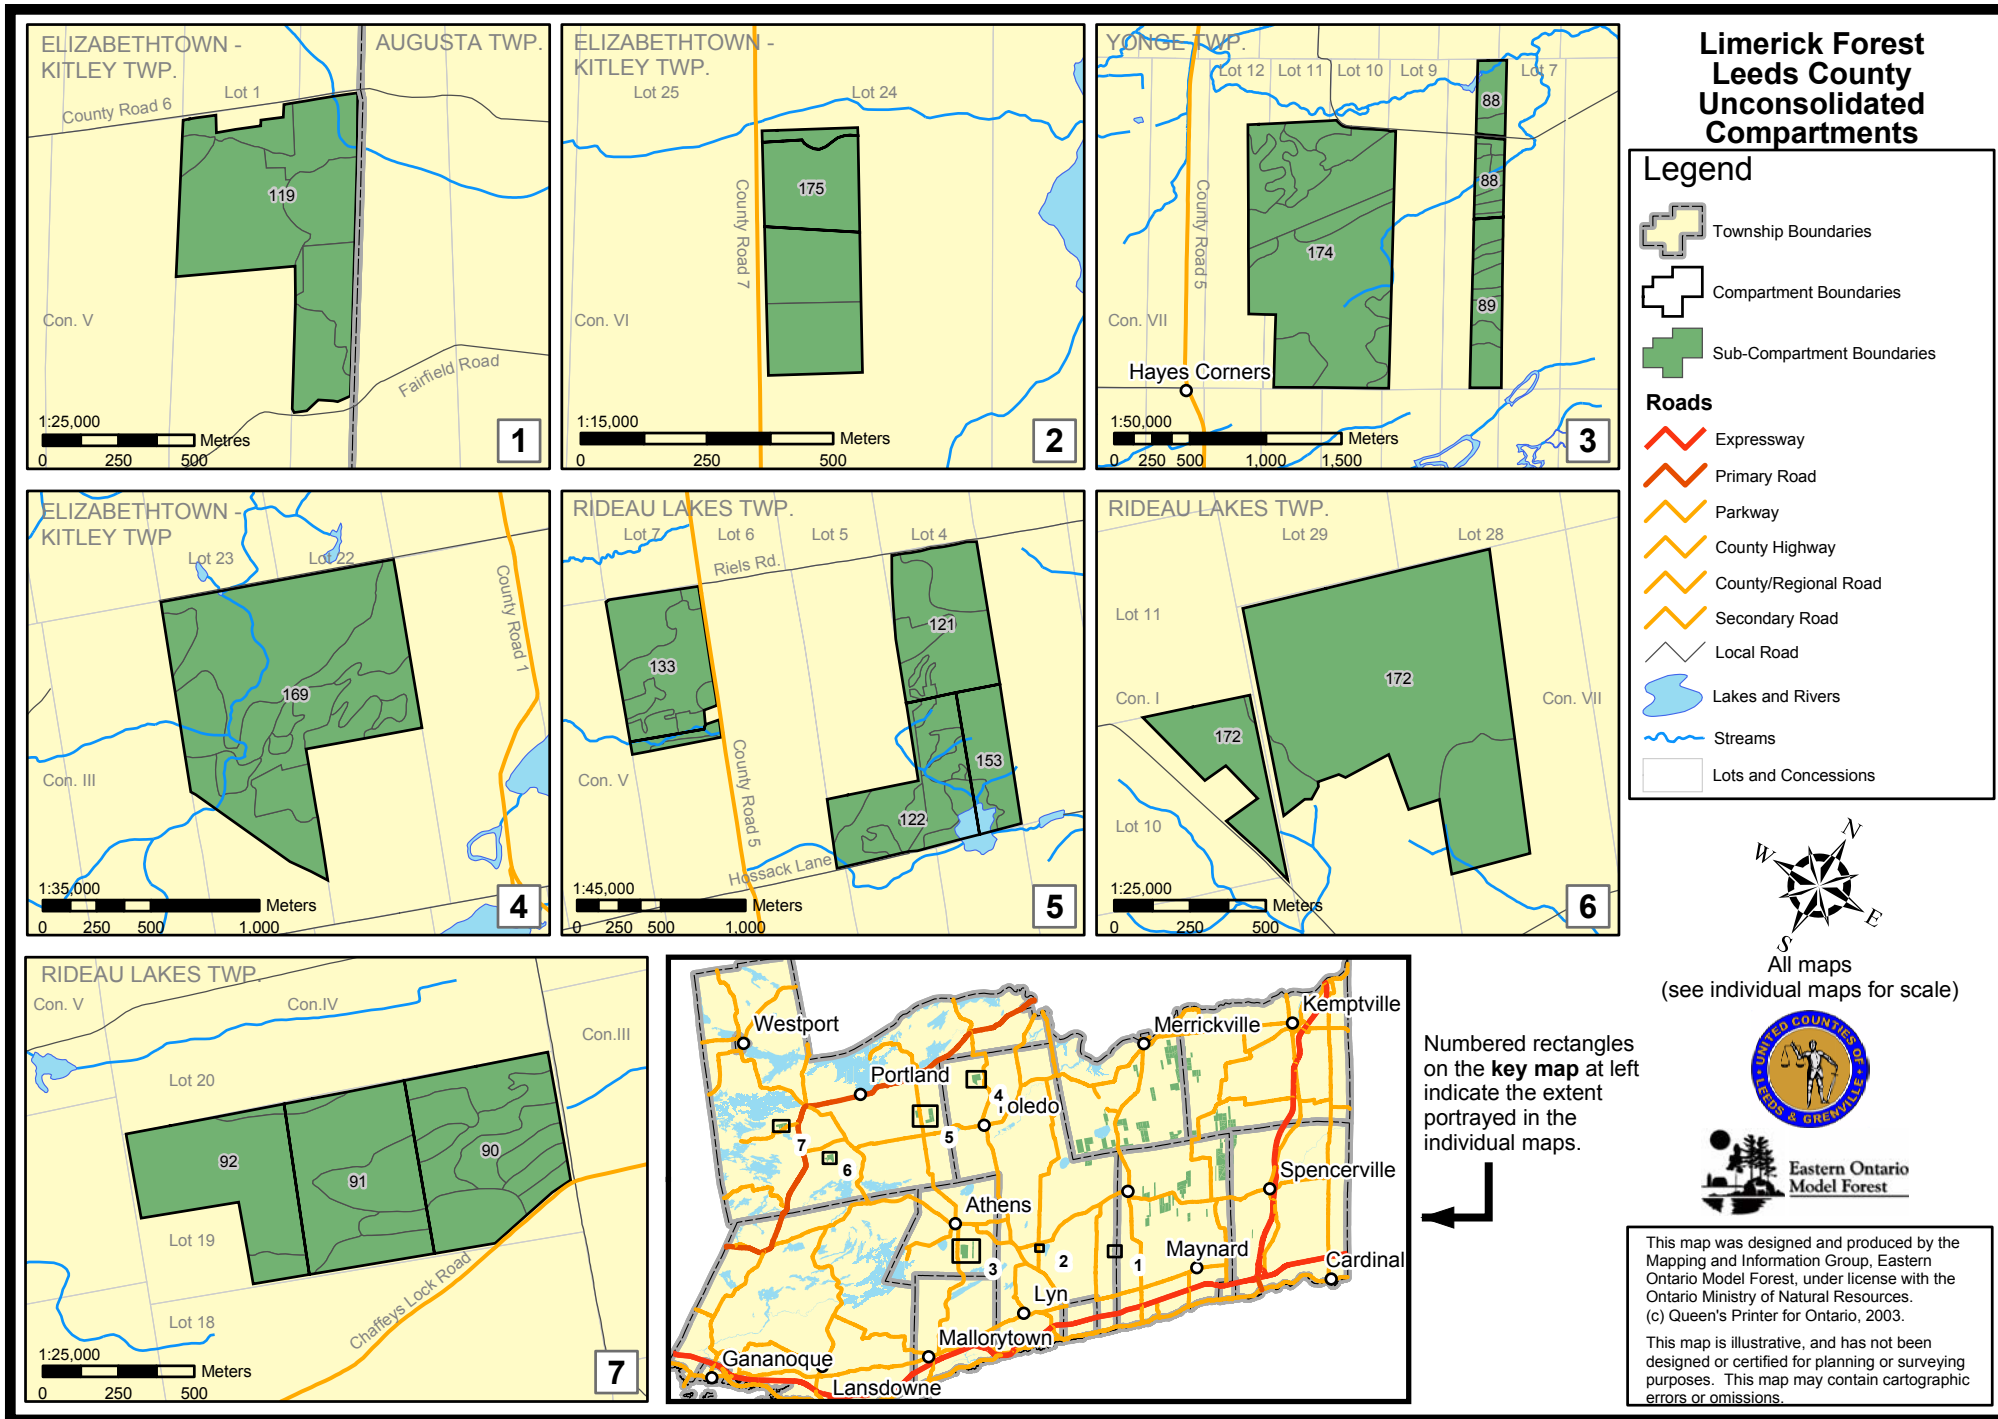 Limerick Forest
Leeds County
Unconsolidated
Compartments
ELIZABETHTOWN -
KITLEY TWP.
AUGUSTA TWP.
Lot 1
County Road 6
119
Con. V
Fairfield Road
1:25,000
Metres
0 250 500
1
ELIZABETHTOWN -
KITLEY TWP.
Lot 25
Lot 24
175
County Road 7
Con. VI
1:15,000
Meters
0 250 500
2
YONGE TWP.
Lot 12 Lot 11 Lot 10 Lot 9 Lot 7
88
88
County Road 5
174
89
Con. VII
Hayes Corners
1:50,000
Meters
0 250 500 1,000 1,500
3
ELIZABETHTOWN -
KITLEY TWP
Lot 23
Lot 22
County Road 1
169
Con. III
1:35,000
Meters
0 250 500 1,000
4
RIDEAU LAKES TWP.
Lot 7 Lot 6 Lot 5 Lot 4
Riels Rd.
121
133
153
Con. V
County Road 5
122
Hossack Lane
1:45,000
Meters
0 250 500 1,000
5
RIDEAU LAKES TWP.
Lot 29
Lot 28
Lot 11
172
Con. I
Con. VII
172
Lot 10
1:25,000
Meters
0 250 500
6
RIDEAU LAKES TWP.
Con. V
Con.IV
Con.III
Lot 20
92
91
90
Lot 19
Lot 18
Chaffeys Lock Road
1:25,000
Meters
0 250 500
7
Westport
Kemptville
Merrickville
Portland
4
oledo
5
7
6
Spencerville
Athens
Maynard
Cardinal
3
2
1
Lyn
Mallorytown
Gananoque
Lansdowne
Numbered rectangles
on the key map at left
indicate the extent
portrayed in the
individual maps.
Legend
Township Boundaries
Compartment Boundaries
Sub-Compartment Boundaries
Roads
Expressway
Primary Road
Parkway
County Highway
County/Regional Road
Secondary Road
Local Road
Lakes and Rivers
Streams
Lots and Concessions
N
W
E
S
All maps
(see individual maps for scale)
UNITED COUNTIES OF
LEEDS & GRENVILLE
Eastern Ontario
Model Forest
This map was designed and produced by the
Mapping and Information Group, Eastern
Ontario Model Forest, under license with the
Ontario Ministry of Natural Resources.
(c) Queen's Printer for Ontario, 2003.
This map is illustrative, and has not been
designed or certified for planning or surveying
purposes. This map may contain cartographic
errors or omissions.